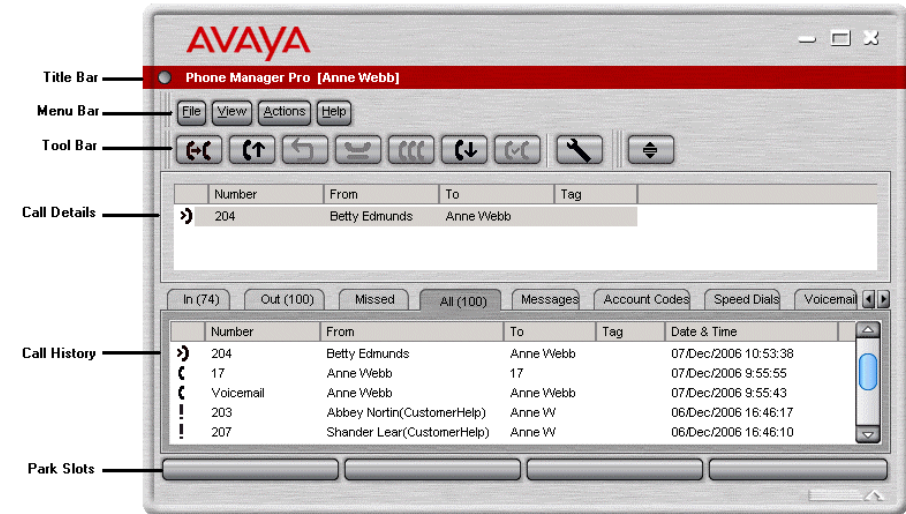 AVAYA
Title Bar
Phone Manager Pro [Anne Webb]
Menu Bar
File View Actions Help
Tool Bar
Number From To Tag
Call Details
204 Betty Edmunds Anne Webb
In (74) Out (100) Missed All (100) Messages Account Codes Speed Dials Voicemail
Number From To Tag Date & Time
Call History
204 Betty Edmunds Anne Webb 07/Dec/2006 10:53:38
17 Anne Webb 17 07/Dec/2006 9:55:55
Voicemail Anne Webb Anne Webb 07/Dec/2006 9:55:43
203 Abbey Nortin(CustomerHelp) Anne W 06/Dec/2006 16:46:17
207 Shander Lear(CustomerHelp) Anne W 06/Dec/2006 16:46:10
Park Slots